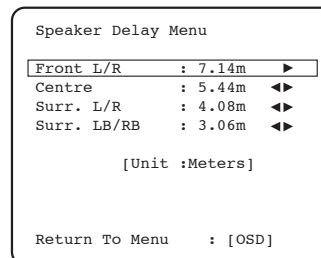 Speaker Delay Menu
Front L/R : 7.14m ►
Centre : 5.44m ◄►
Surr. L/R : 4.08m ◄►
Surr. LB/RB : 3.06m ◄►
[Unit :Meters]
Return To Menu : [OSD]